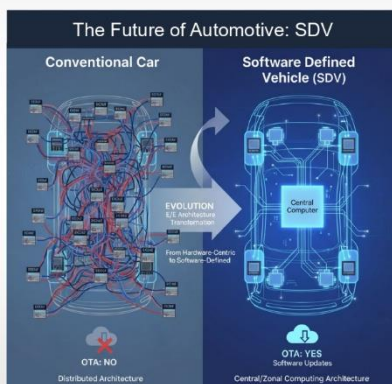 The Future of Automotive: SDV
Conventional Car
Software Defined
Vehicle (SDV)
EVOLUTION
E/E Architecture
Transformation
From Hardware-Centric
to Software-Defined
Central
Computer
OTA: NO
Distributed Architecture
OTA: YES
Software Updates
Central/Zonal Computing Architecture